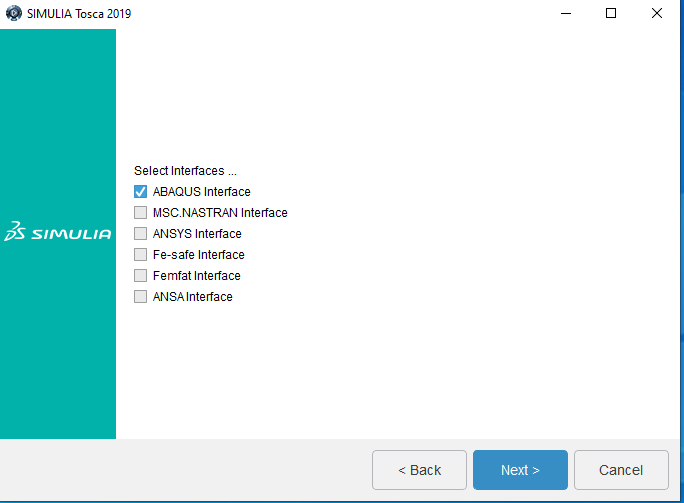 SIMULIA Tosca 2019
Select Interfaces ...
ABAQUS Interface
MSC.NASTRAN Interface
ANSYS Interface
Fe-safe Interface
Femfat Interface
ANSA Interface
3DS SIMULIA
< Back
Next >
Cancel